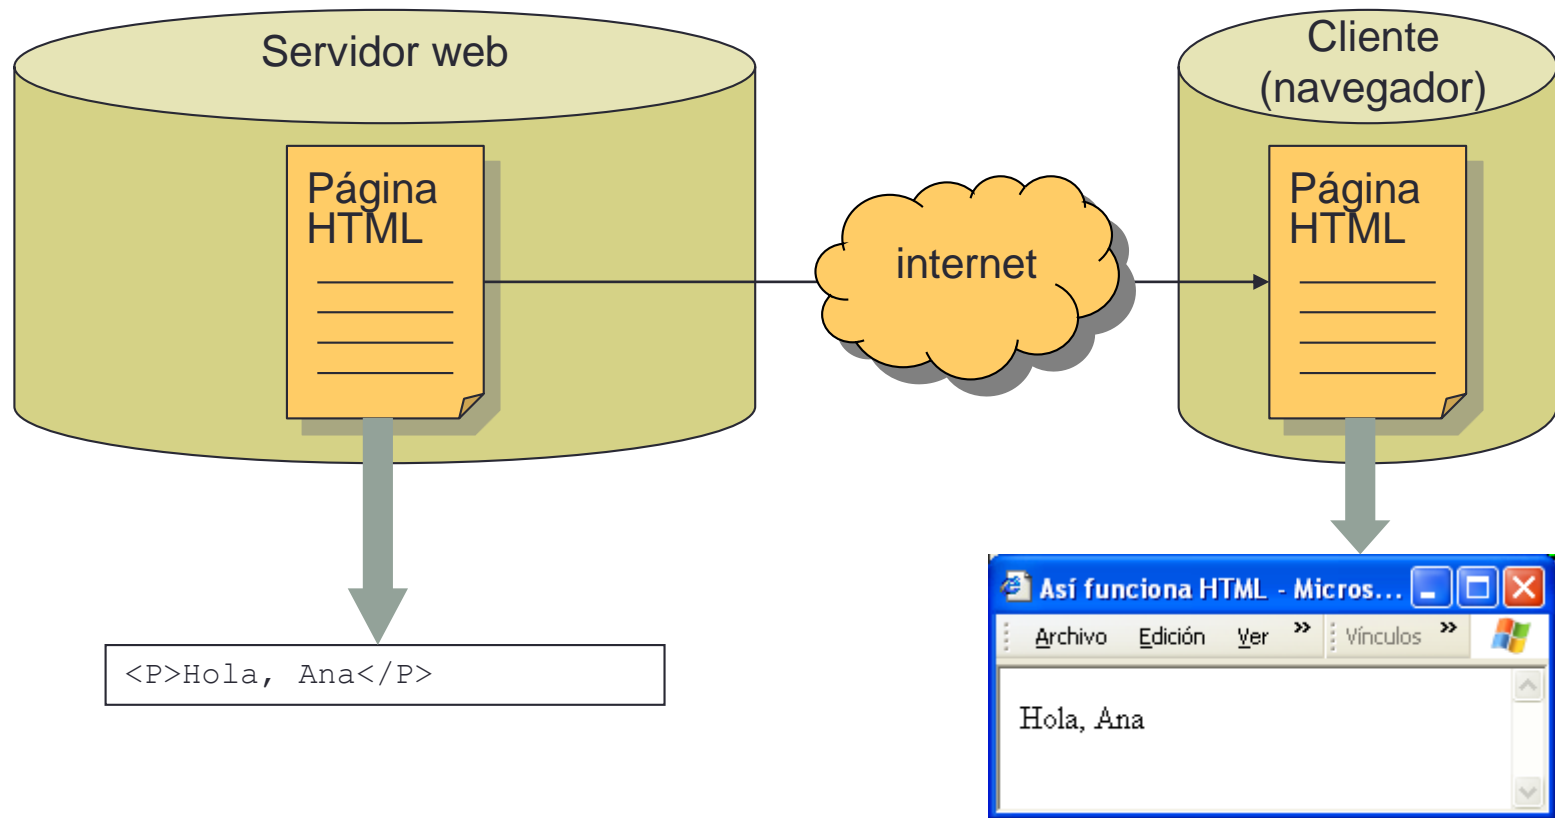 Servidor web
Cliente
(navegador)
Página
HTML
internet
Página
HTML
<P>Hola, Ana</P>
Así funciona HTML - Micros...
Archivo Edición Ver » Vínculos »
Hola, Ana